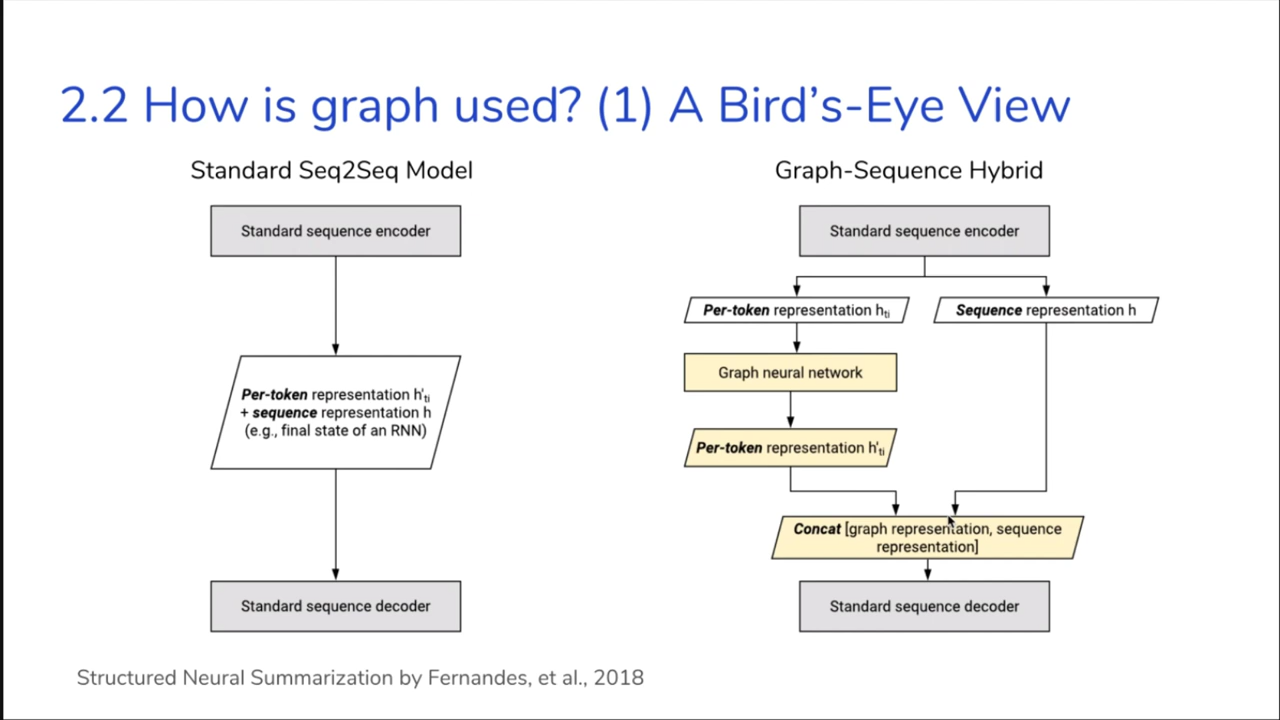 2.2 How is graph used? (1) A Bird's-Eye View
Standard Seq2Seq Model
Standard sequence encoder
Per-token representation h'ti
+ sequence representation h
(e.g., final state of an RNN)
Standard sequence decoder
Graph-Sequence Hybrid
Standard sequence encoder
Per-token representation hti
Sequence representation h
Graph neural network
Per-token representation h'ti
Concat [graph representation, sequence
representation]
Standard sequence decoder
Structured Neural Summarization by Fernandes, et al., 2018